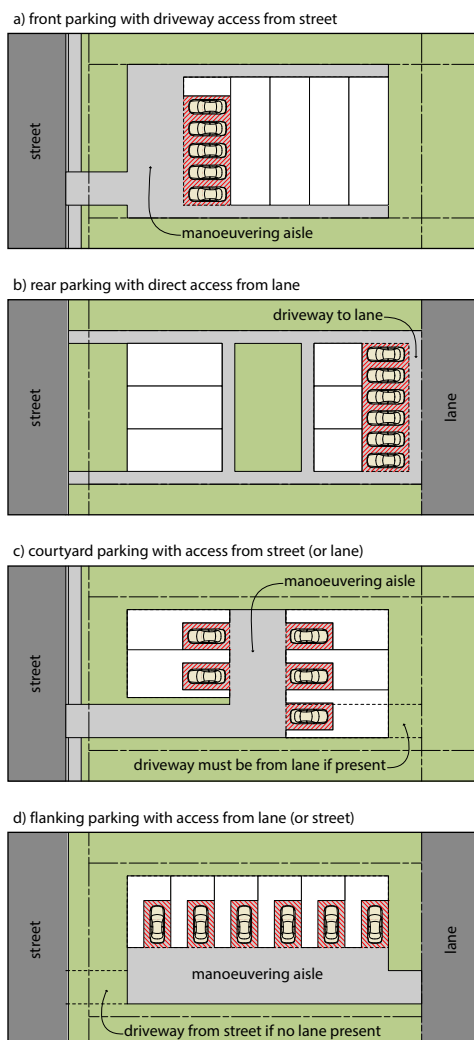 a) front parking with driveway access from street
street
manoeuvering aisle
b) rear parking with direct access from lane
driveway to lane
street
lane
c) courtyard parking with access from street (or lane)
manoeuvering aisle
street
driveway must be from lane if present
d) flanking parking with access from lane (or street)
street
lane
manoeuvering aisle
driveway from street if no lane present